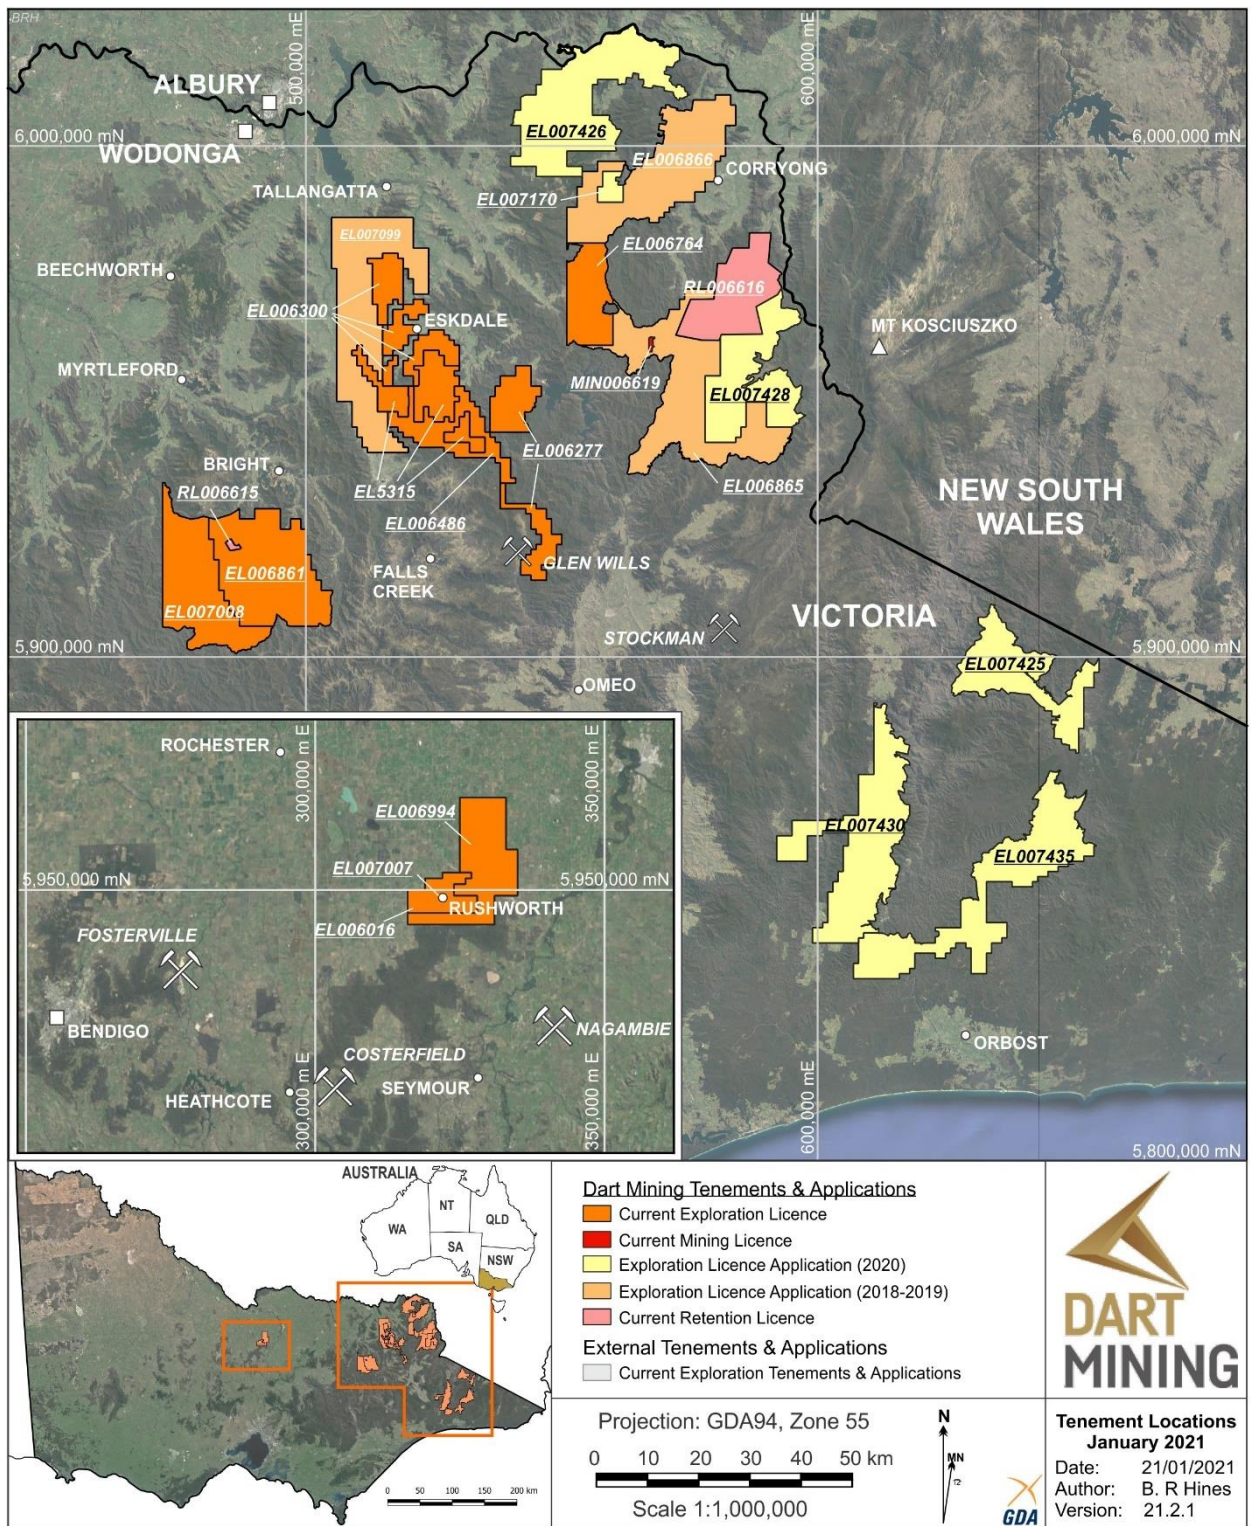 BRH
500,000 mE
600,000 mE
ALBURY
6,000,000 mN
WODONGA
EL007426
6,000,000 mN
EL006866
CORRYONG
TALLANGATTA
EL007170
EL007099
EL006764
BEECHWORTH
RL006616
EL006300
ESKDALE
MT KOSCIUSZKO
MYRTLEFORD
MIN006619
EL007428
EL006277
BRIGHT
EL006865
RL006615
EL5315
NEW SOUTH
WALES
EL006486
GLEN WILLS
EL006861
FALLS
CREEK
EL007008
VICTORIA
STOCKMAN
5,900,000 mN
5,900,000 mN
EL007425
OMEO
ROCHESTER
300,000 m E
350,000 m E
EL006994
EL007430
EL007435
EL007007
5,950,000 mN
5,950,000 mN
RUSHWORTH
EL006016
FOSTERVILLE
BENDIGO
NAGAMBIE
ORBOST
COSTERFIELD
SEYMOUR
HEATHCOTE
300,000 m E
350,000 m E
600,000 mE
5,800,000 mN
AUSTRALIA
NT
QLD
WA
SA
NSW
0 50 100 150 200 km
Dart Mining Tenements & Applications
Current Exploration Licence
Current Mining Licence
Exploration Licence Application (2020)
Exploration Licence Application (2018-2019)
Current Retention Licence
External Tenements & Applications
Current Exploration Tenements & Applications
DART
MINING
Projection: GDA94, Zone 55
0 10 20 30 40 50 km
Scale 1:1,000,000
N
MN
GDA
Tenement Locations
January 2021
Date: 21/01/2021
Author: B. R Hines
Version: 21.2.1